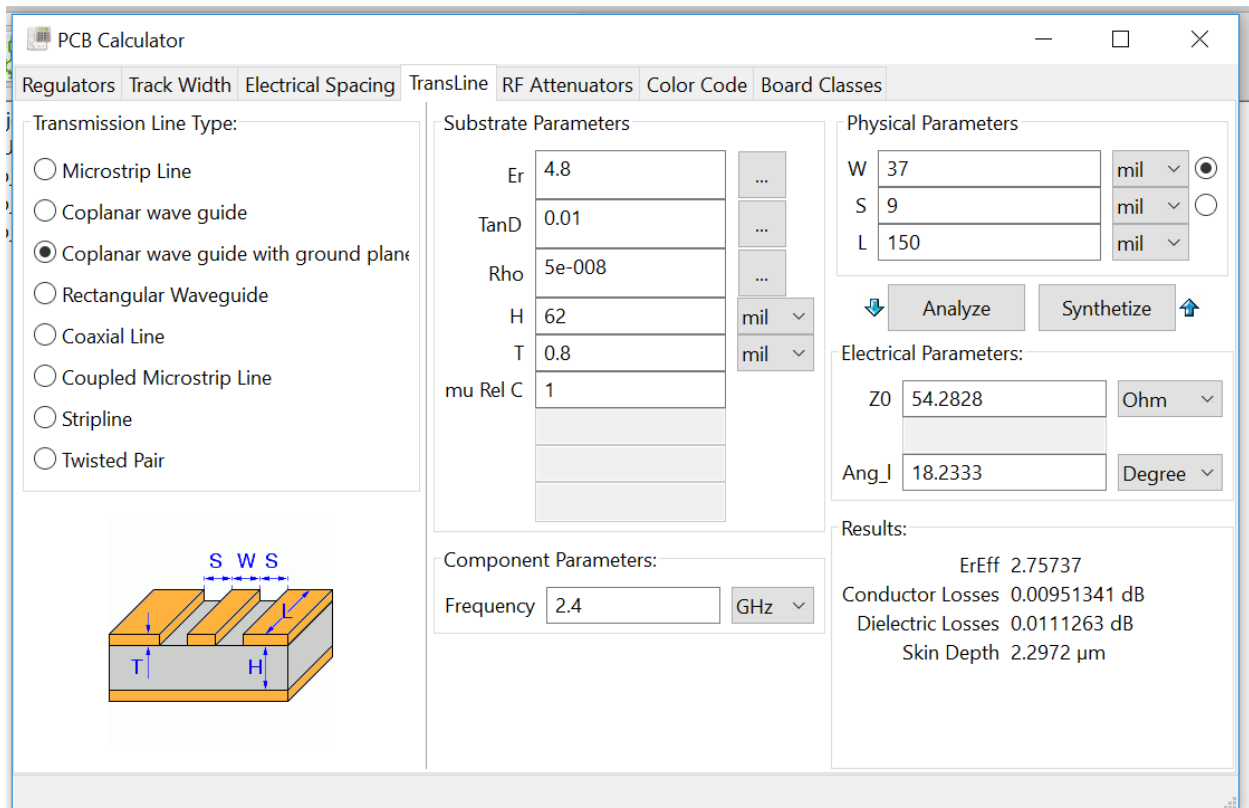 PCB Calculator
Regulators Track Width Electrical Spacing TransLine RF Attenuators Color Code Board Classes
Transmission Line Type:
Microstrip Line
Coplanar wave guide
Coplanar wave guide with ground plane
Rectangular Waveguide
Coaxial Line
Coupled Microstrip Line
Stripline
Twisted Pair
S W S
L
T H
Substrate Parameters
Er 4.8 ...
TanD 0.01 ...
Rho 5e-008 ...
H 62 mil
T 0.8 mil
mu Rel C 1
Component Parameters:
Frequency 2.4 GHz
Physical Parameters
W 37 mil
S 9 mil
L 150 mil
Analyze Synthetize
Electrical Parameters:
Z0 54.2828 Ohm
Ang_l 18.2333 Degree
Results:
ErEff 2.75737
Conductor Losses 0.00951341 dB
Dielectric Losses 0.0111263 dB
Skin Depth 2.2972 µm